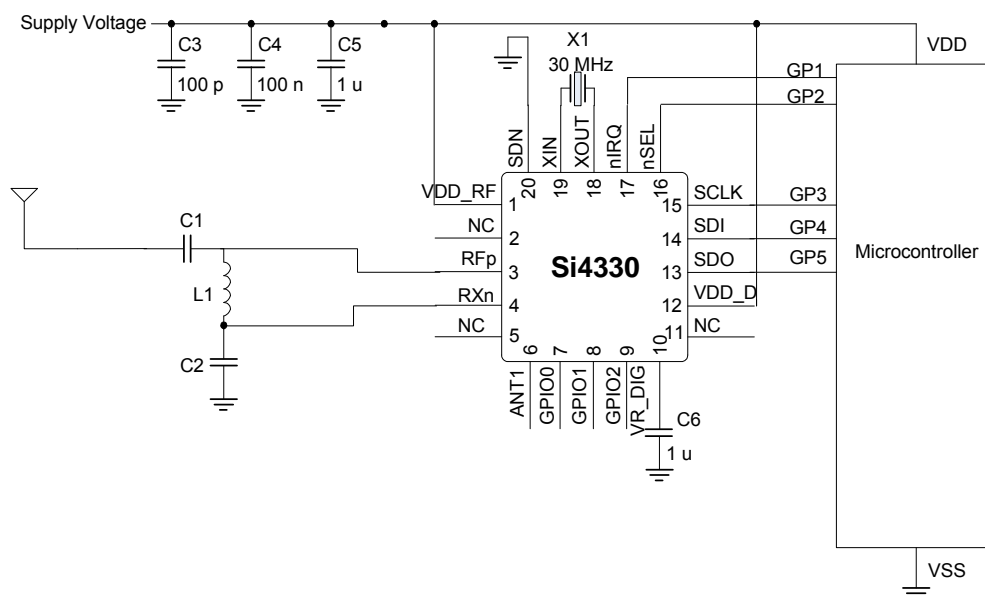 Supply Voltage
C3
100 p
C4
100 n
C5
1 u
X1
30 MHz
VDD
GP1
GP2
SDN
XIN
XOUT
nIRQ
nSEL
20
19
18
17
16
VDD_RF
1
NC
2
RFp
3
RXn
4
NC
5
Si4330
15
SCLK
GP3
14
SDI
GP4
13
SDO
GP5
12
VDD_D
11
NC
Microcontroller
C1
L1
C2
6
7
8
9
10
ANT1
GPIO0
GPIO1
GPIO2
VR_DIG
C6
1 u
VSS